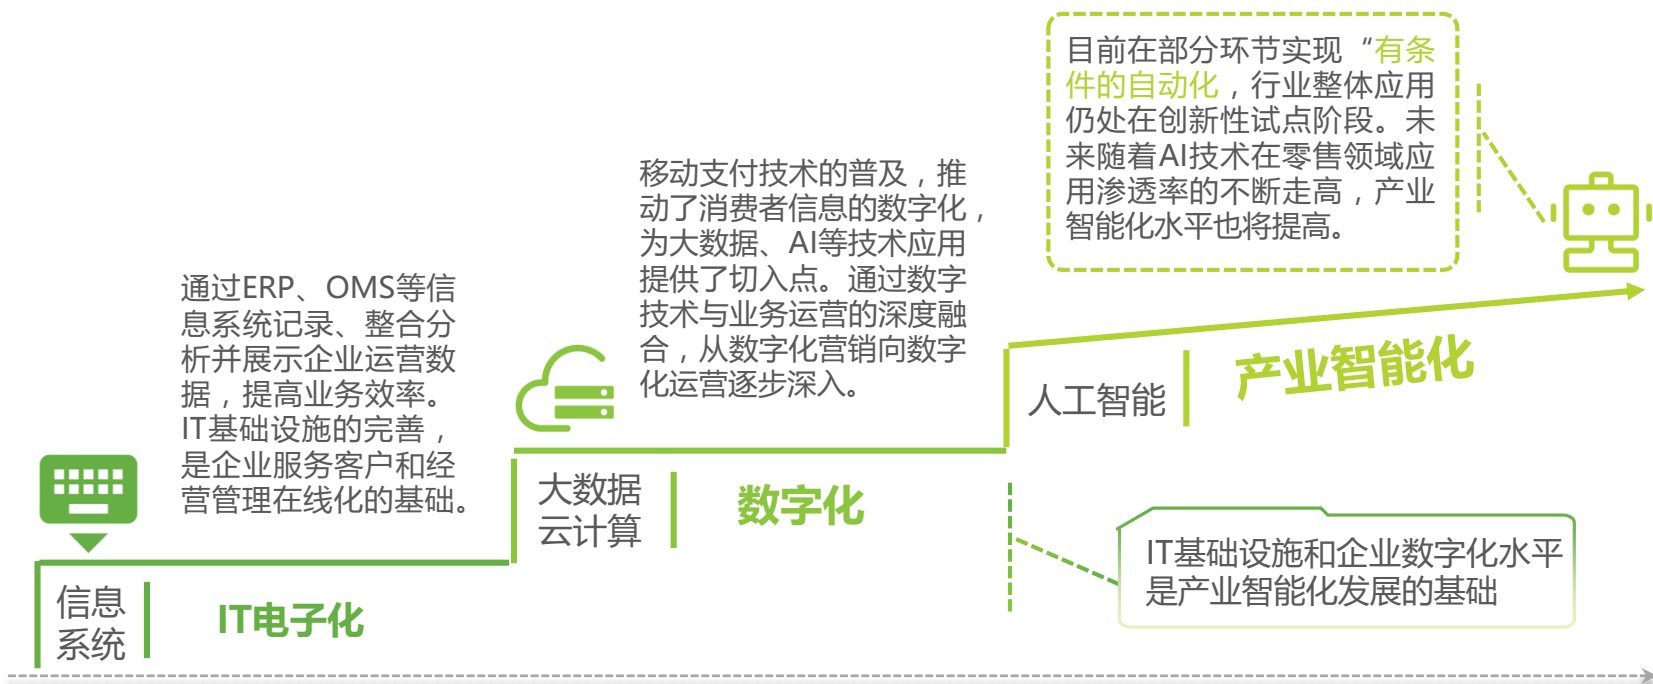 目前在部分环节实现“有条
件的自动化，行业整体应用
仍处在创新性试点阶段。未
来随着AI技术在零售领域应
用渗透率的不断走高，产业
智能化水平也将提高。
移动支付技术的普及，推
动了消费者信息的数字化，
为大数据、AI等技术应用
提供了切入点。通过数字
技术与业务运营的深度融
合，从数字化营销向数字
化运营逐步深入。
通过ERP、OMS等信
息系统记录、整合分
析并展示企业运营数
据，提高业务效率。
IT基础设施的完善，
是企业服务客户和经
营管理在线化的基础。
人工智能
产业智能化
大数据
云计算
数字化
IT基础设施和企业数字化水平
是产业智能化发展的基础
信息
系统
IT电子化